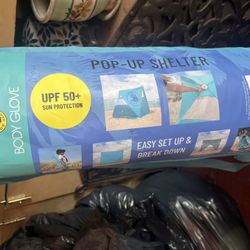 BODY GLOVE
POP-UP SHELTER
UPF 50+
SUN PROTECTION
EASY SET UP &
BREAK DOWN